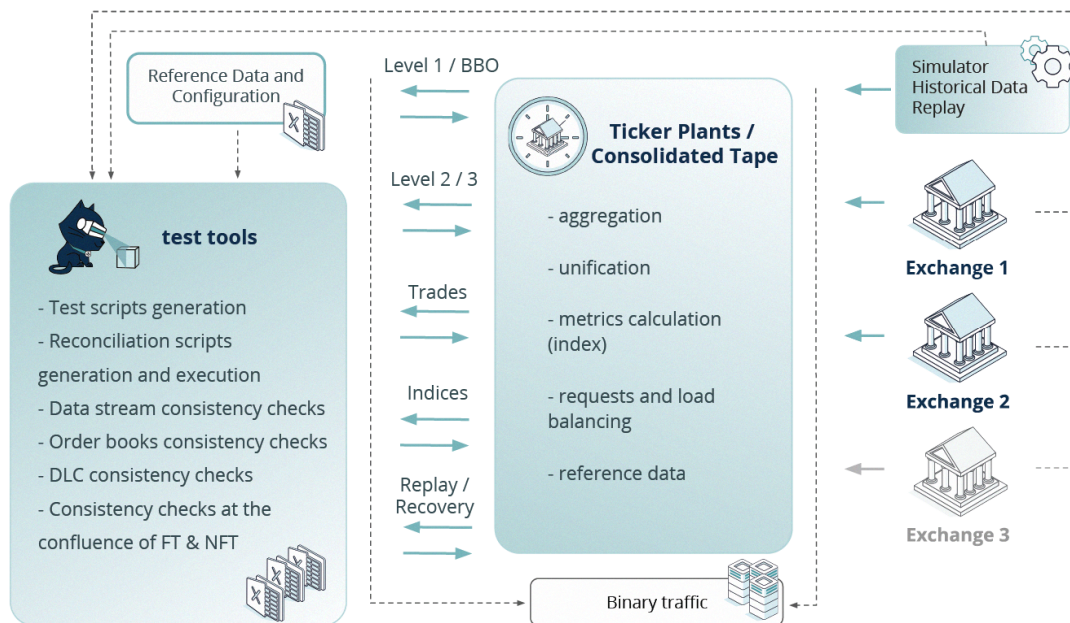 Reference Data and
Configuration
test tools
- Test scripts generation
- Reconciliation scripts
generation and execution
- Data stream consistency checks
- Order books consistency checks
- DLC consistency checks
- Consistency checks at the
confluence of FT & NFT
Level 1 / BBO
Level 2 / 3
Trades
Indices
Replay /
Recovery
Ticker Plants /
Consolidated Tape
- aggregation
- unification
- metrics calculation
(index)
- requests and load
balancing
- reference data
Binary traffic
Simulator
Historical Data
Replay
Exchange 1
Exchange 2
Exchange 3